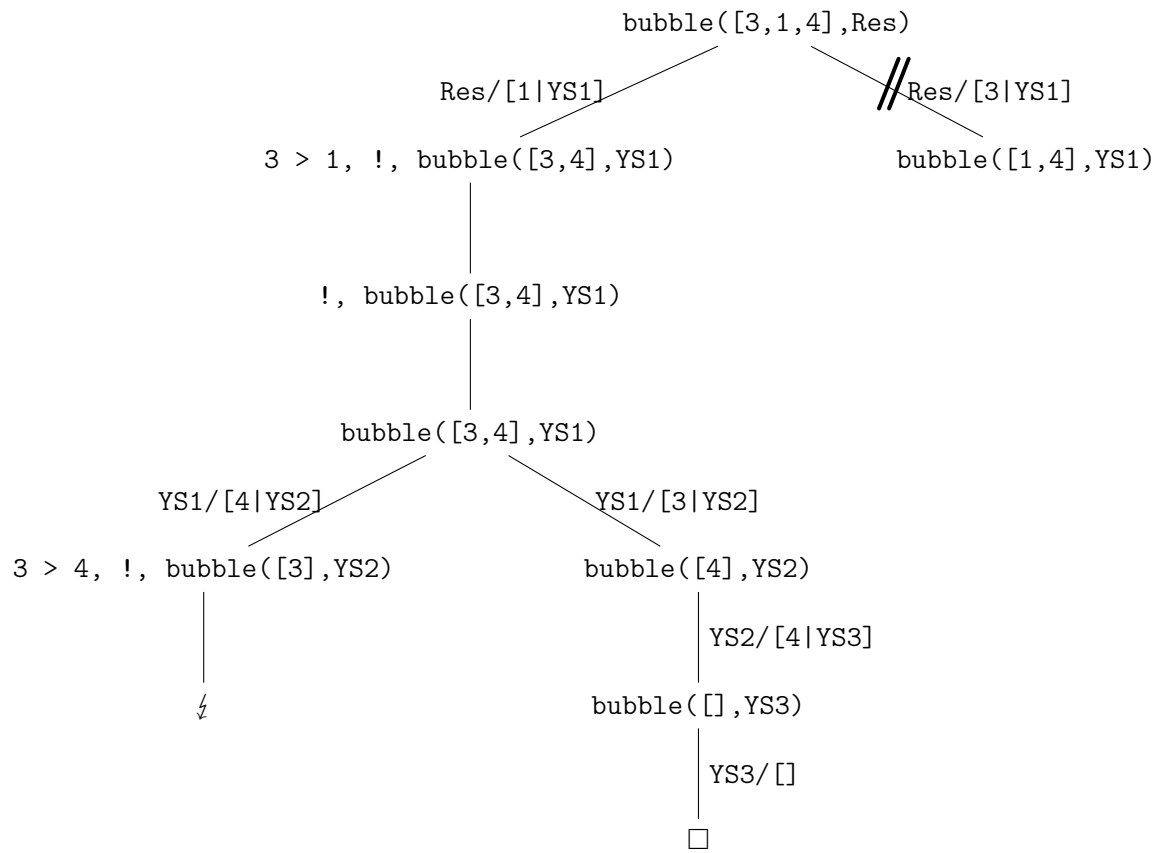 bubble([3,1,4],Res)
Res/[1|YS1]
Res/[3|YS1]
3 > 1, !, bubble([3,4],YS1)
bubble([1,4],YS1)
!, bubble([3,4],YS1)
bubble([3,4],YS1)
YS1/[4|YS2]
YS1/[3|YS2]
3 > 4, !, bubble([3],YS2)
bubble([4],YS2)
YS2/[4|YS3]
bubble([],YS3)
YS3/[]